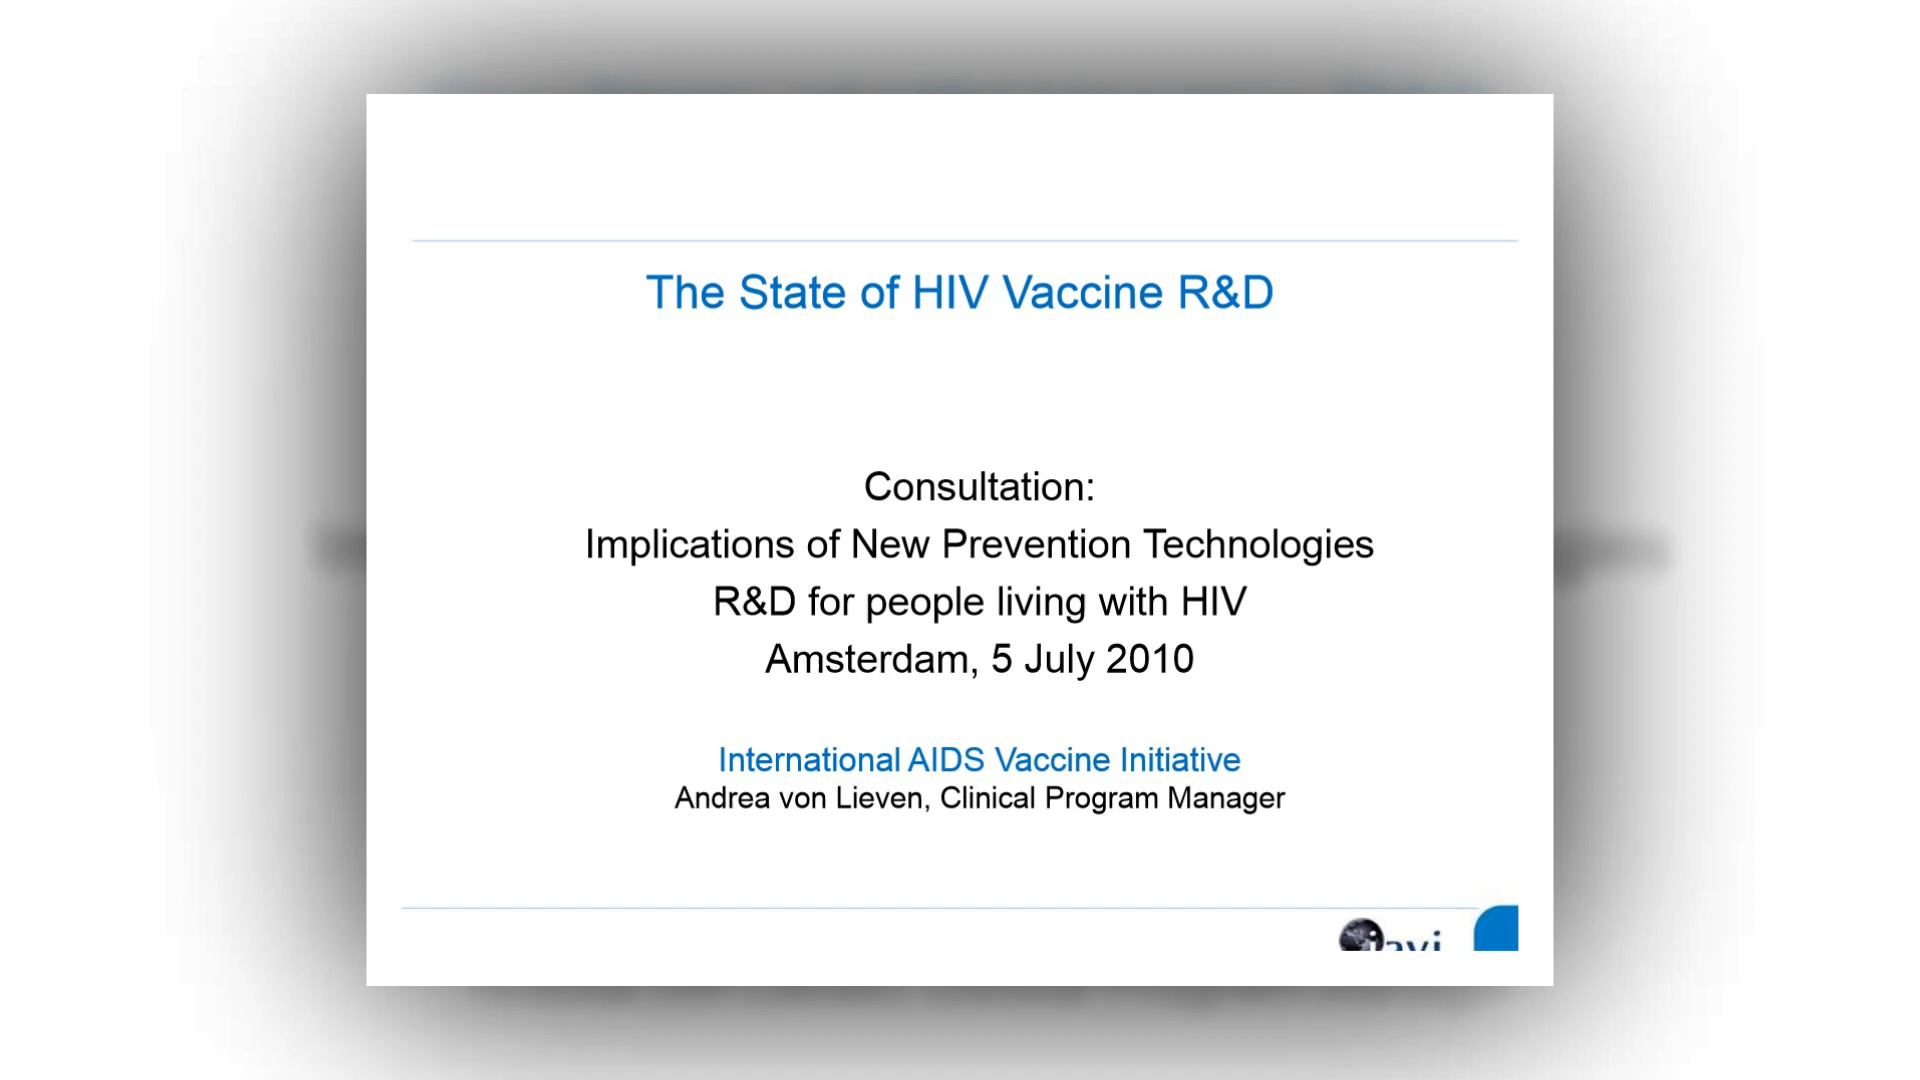 The State of HIV Vaccine R&D
Consultation:
Implications of New Prevention Technologies
R&D for people living with HIV
Amsterdam, 5 July 2010
International AIDS Vaccine Initiative
Andrea von Lieven, Clinical Program Manager
iavi